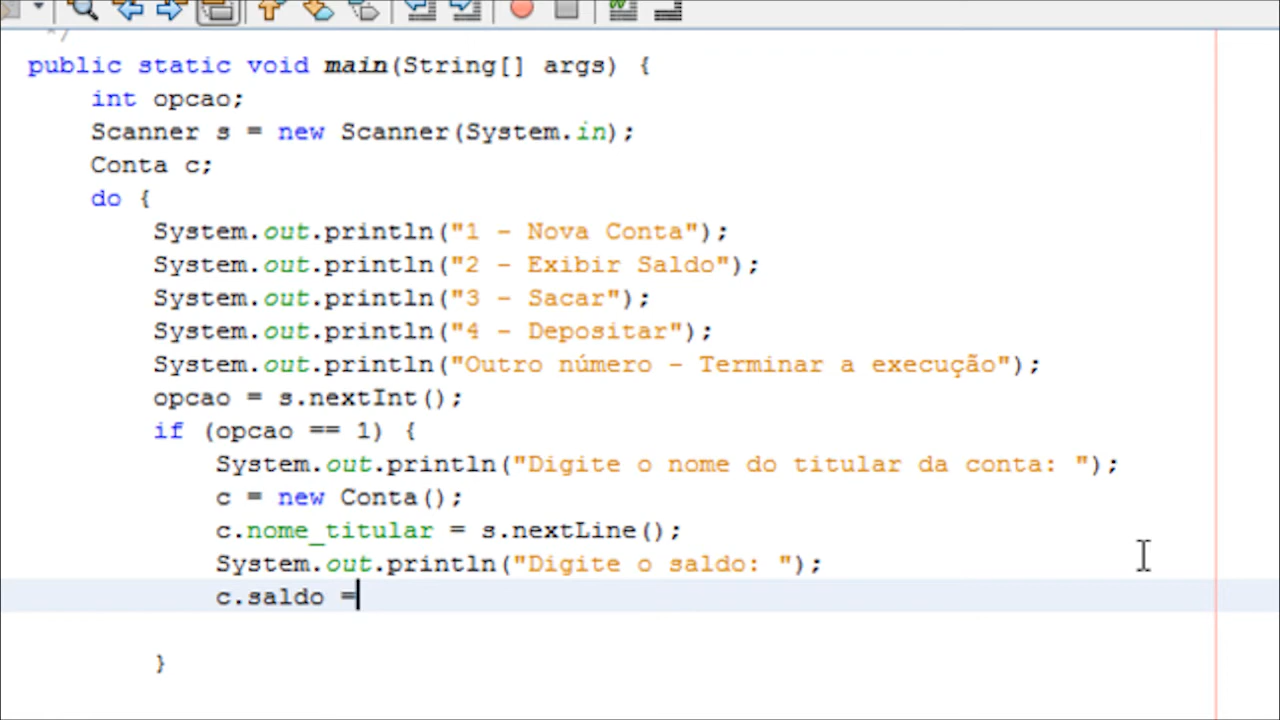 */
public static void main(String[] args) {
int opcao;
Scanner s = new Scanner(System.in);
Conta c;
do {
System.out.println("1 - Nova Conta");
System.out.println("2 - Exibir Saldo");
System.out.println("3 - Sacar");
System.out.println("4 - Depositar");
System.out.println("Outro número - Terminar a execução");
opcao = s.nextInt();
if (opcao == 1) {
System.out.println("Digite o nome do titular da conta: ");
c = new Conta();
c.nome_titular = s.nextLine();
System.out.println("Digite o saldo: ");
c.saldo =
}